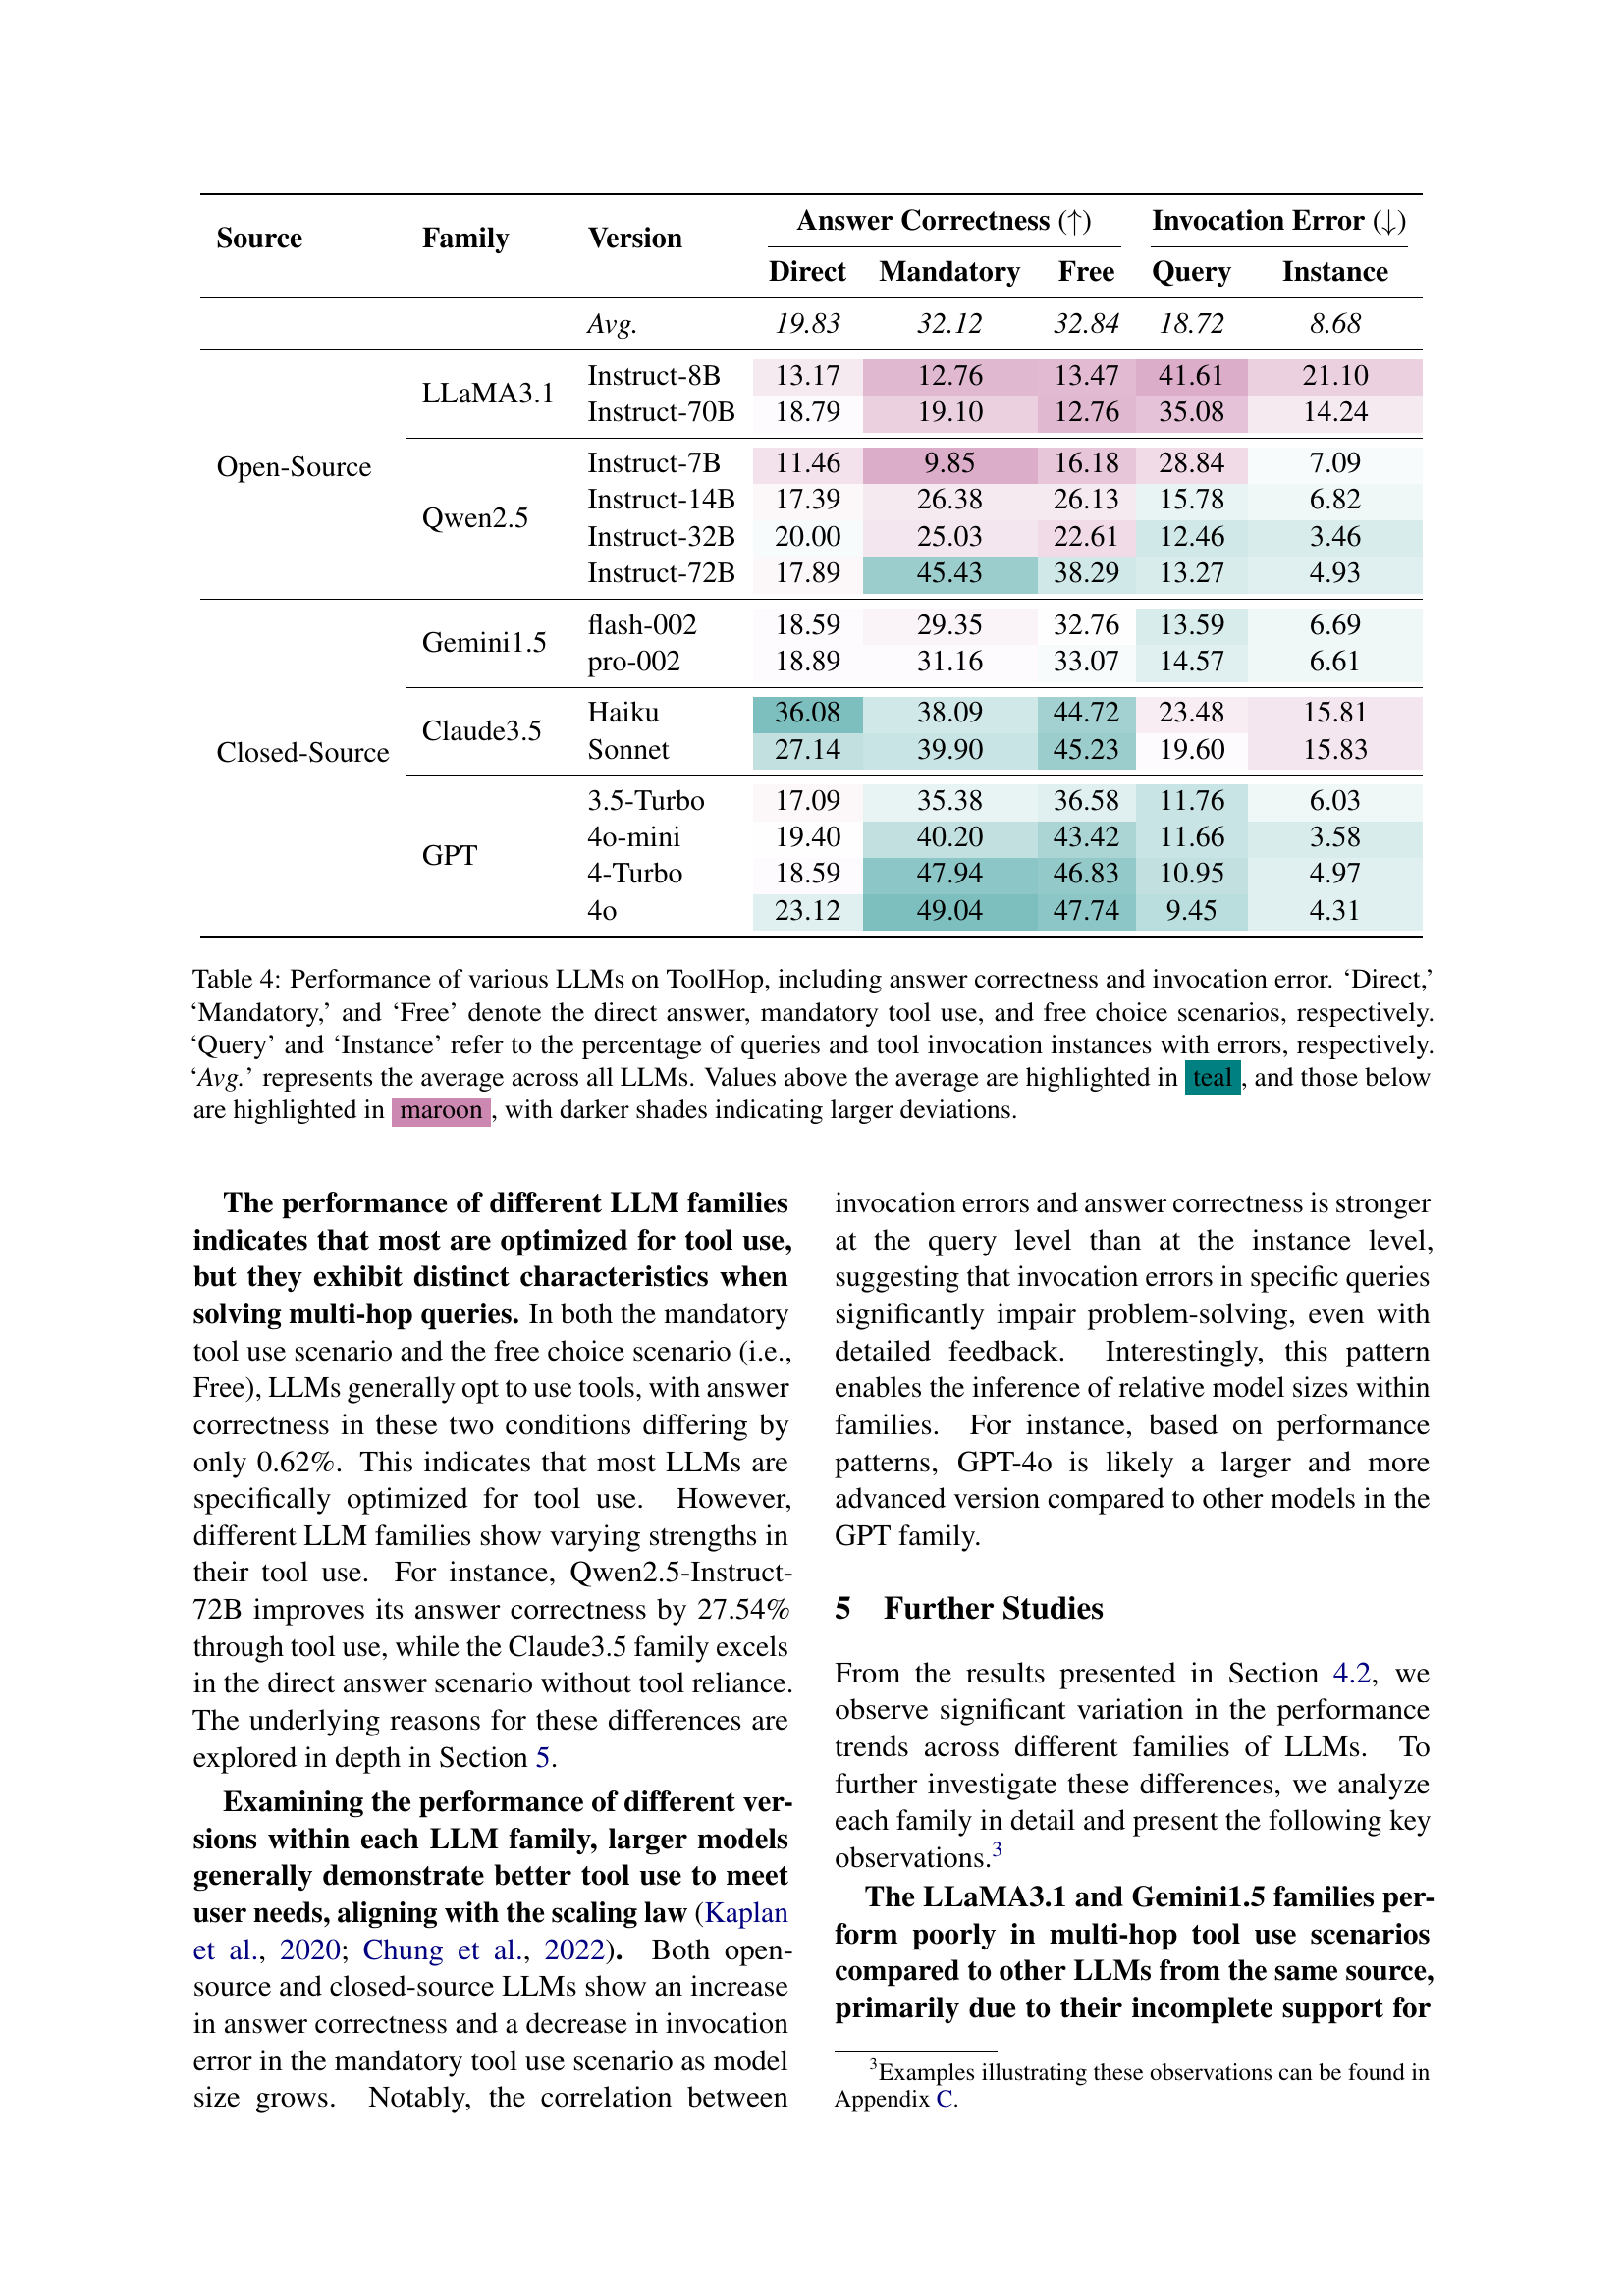 Source Family Version Answer Correctness (↑) Invocation Error (↓)
Direct Mandatory Free Query Instance
Avg. 19.83 32.12 32.84 18.72 8.68
Open-Source
LLaMA3.1
Instruct-8B 13.17 12.76 13.47 41.61 21.10
Instruct-70B 18.79 19.10 12.76 35.08 14.24
Qwen2.5
Instruct-7B 11.46 9.85 16.18 28.84 7.09
Instruct-14B 17.39 26.38 26.13 15.78 6.82
Instruct-32B 20.00 25.03 22.61 12.46 3.46
Instruct-72B 17.89 45.43 38.29 13.27 4.93
Closed-Source
Gemini1.5
flash-002 18.59 29.35 32.76 13.59 6.69
pro-002 18.89 31.16 33.07 14.57 6.61
Claude3.5
Haiku 36.08 38.09 44.72 23.48 15.81
Sonnet 27.14 39.90 45.23 19.60 15.83
GPT
3.5-Turbo 17.09 35.38 36.58 11.76 6.03
4o-mini 19.40 40.20 43.42 11.66 3.58
4-Turbo 18.59 47.94 46.83 10.95 4.97
4o 23.12 49.04 47.74 9.45 4.31
Table 4: Performance of various LLMs on ToolHop, including answer correctness and invocation error. ‘Direct,’
‘Mandatory,’ and ‘Free’ denote the direct answer, mandatory tool use, and free choice scenarios, respectively.
‘Query’ and ‘Instance’ refer to the percentage of queries and tool invocation instances with errors, respectively.
‘Avg.’ represents the average across all LLMs. Values above the average are highlighted in teal , and those below
are highlighted in maroon , with darker shades indicating larger deviations.
The performance of different LLM families
indicates that most are optimized for tool use,
but they exhibit distinct characteristics when
solving multi-hop queries. In both the mandatory
tool use scenario and the free choice scenario (i.e.,
Free), LLMs generally opt to use tools, with answer
correctness in these two conditions differing by
only 0.62%. This indicates that most LLMs are
specifically optimized for tool use. However,
different LLM families show varying strengths in
their tool use. For instance, Qwen2.5-Instruct-
72B improves its answer correctness by 27.54%
through tool use, while the Claude3.5 family excels
in the direct answer scenario without tool reliance.
The underlying reasons for these differences are
explored in depth in Section 5.
Examining the performance of different ver-
sions within each LLM family, larger models
generally demonstrate better tool use to meet
user needs, aligning with the scaling law (Kaplan
et al., 2020; Chung et al., 2022). Both open-
source and closed-source LLMs show an increase
in answer correctness and a decrease in invocation
error in the mandatory tool use scenario as model
size grows. Notably, the correlation between
invocation errors and answer correctness is stronger
at the query level than at the instance level,
suggesting that invocation errors in specific queries
significantly impair problem-solving, even with
detailed feedback. Interestingly, this pattern
enables the inference of relative model sizes within
families. For instance, based on performance
patterns, GPT-4o is likely a larger and more
advanced version compared to other models in the
GPT family.
5 Further Studies
From the results presented in Section 4.2, we
observe significant variation in the performance
trends across different families of LLMs. To
further investigate these differences, we analyze
each family in detail and present the following key
observations.3
The LLaMA3.1 and Gemini1.5 families per-
form poorly in multi-hop tool use scenarios
compared to other LLMs from the same source,
primarily due to their incomplete support for
3Examples illustrating these observations can be found in
Appendix C.